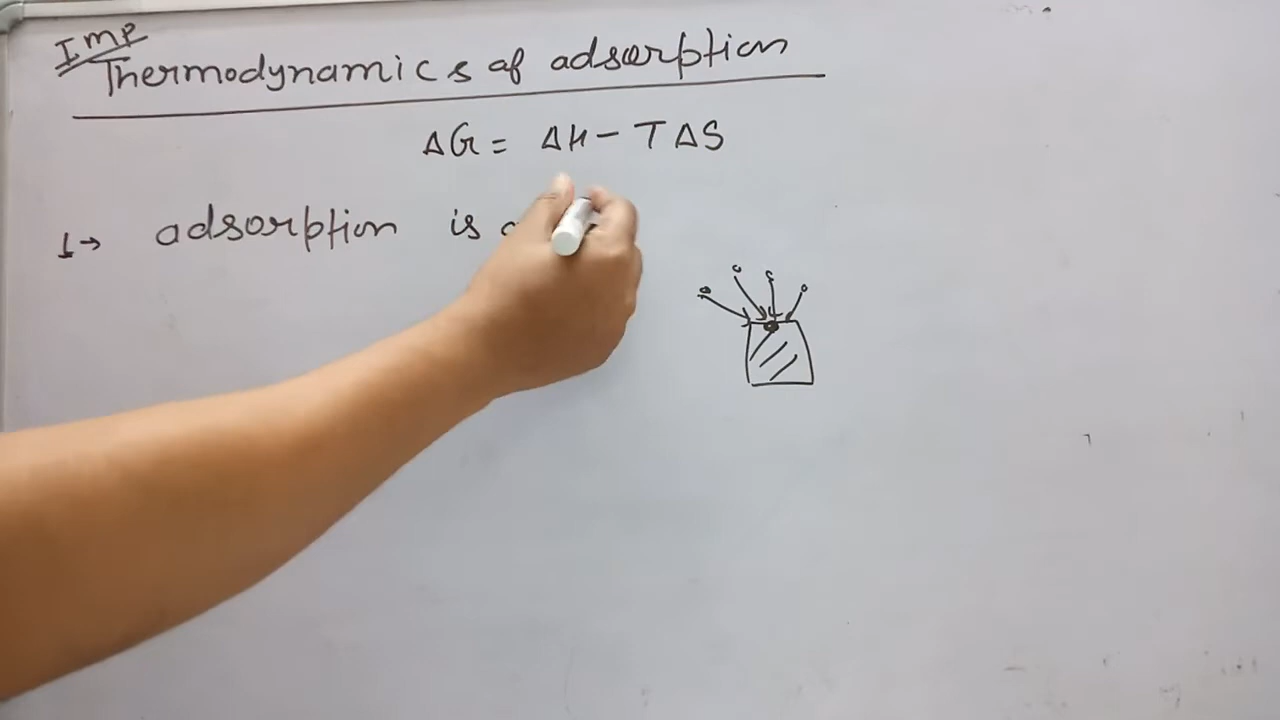 IMP
Thermodynamics of adsorption
ΔG = ΔH - TΔS
1→ adsorption is